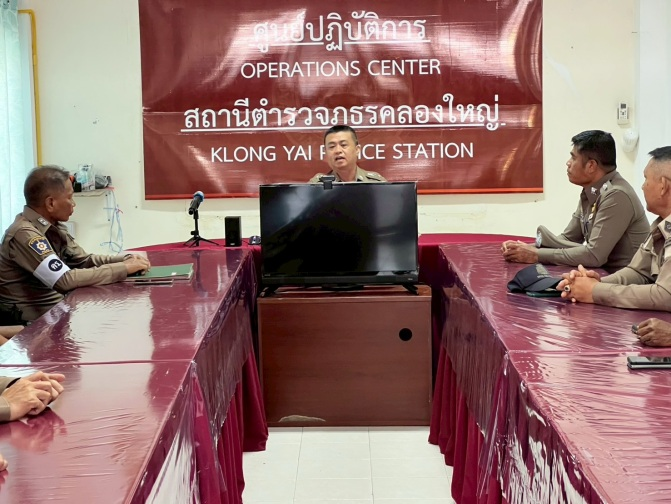 ศูนย์ปฏิบัติการ
OPERATIONS CENTER
สถานีตำรวจภูธรคลองใหญ่
KLONG YAI POLICE STATION